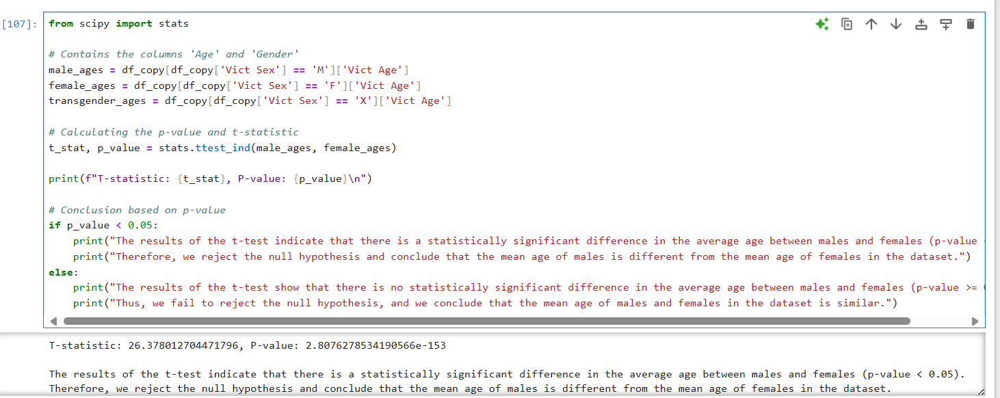 [107]:
from scipy import stats
# Contains the columns 'Age' and 'Gender'
male_ages = df_copy[df_copy['Vict Sex'] == 'M']['Vict Age']
female_ages = df_copy[df_copy['Vict Sex'] == 'F']['Vict Age']
transgender_ages = df_copy[df_copy['Vict Sex'] == 'X']['Vict Age']
# Calculating the p-value and t-statistic
t_stat, p_value = stats.ttest_ind(male_ages, female_ages)
print(f"T-statistic: {t_stat}, P-value: {p_value}\n")
# Conclusion based on p-value
if p_value < 0.05:
    print("The results of the t-test indicate that there is a statistically significant difference in the average age between males and females (p-value
    print("Therefore, we reject the null hypothesis and conclude that the mean age of males is different from the mean age of females in the dataset.")
else:
    print("The results of the t-test show that there is no statistically significant difference in the average age between males and females (p-value >=
    print("Thus, we fail to reject the null hypothesis, and we conclude that the mean age of males and females in the dataset is similar.")
T-statistic: 26.378012704471796, P-value: 2.8076278534190566e-153
The results of the t-test indicate that there is a statistically significant difference in the average age between males and females (p-value < 0.05).
Therefore, we reject the null hypothesis and conclude that the mean age of males is different from the mean age of females in the dataset.